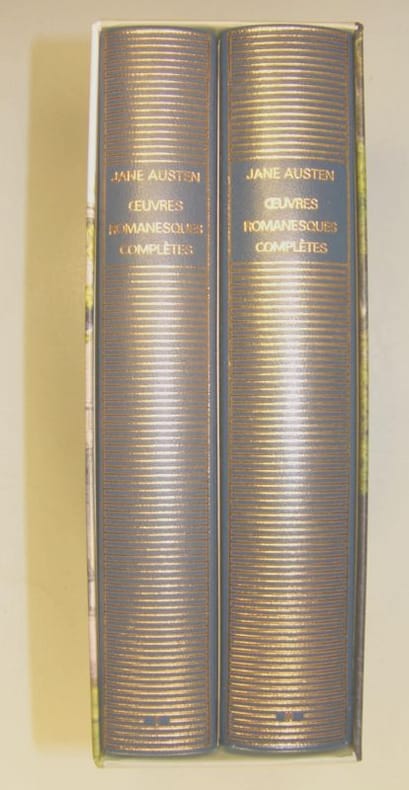 JANE AUSTEN
ŒUVRES
ROMANESQUES
COMPLÈTES
JANE AUSTEN
ŒUVRES
ROMANESQUES
COMPLÈTES